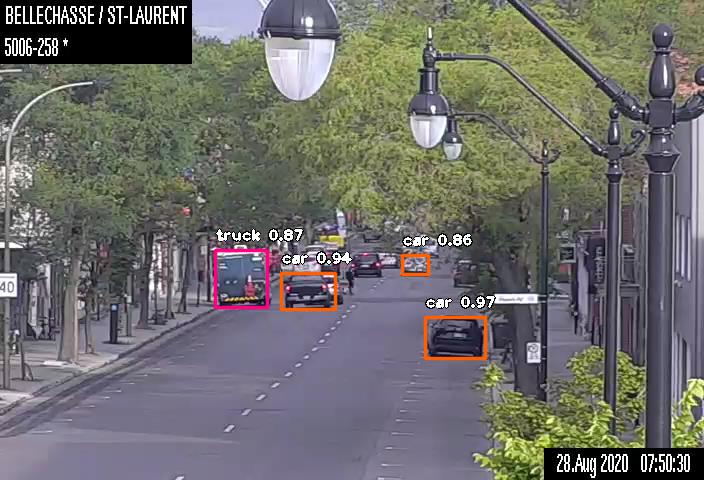 BELLECHASSE / ST-LAURENT
5006-258 *
truck 0.87
car 0.86
car 0.94
40
car 0.97
P
28.Aug 2020 07:50:30